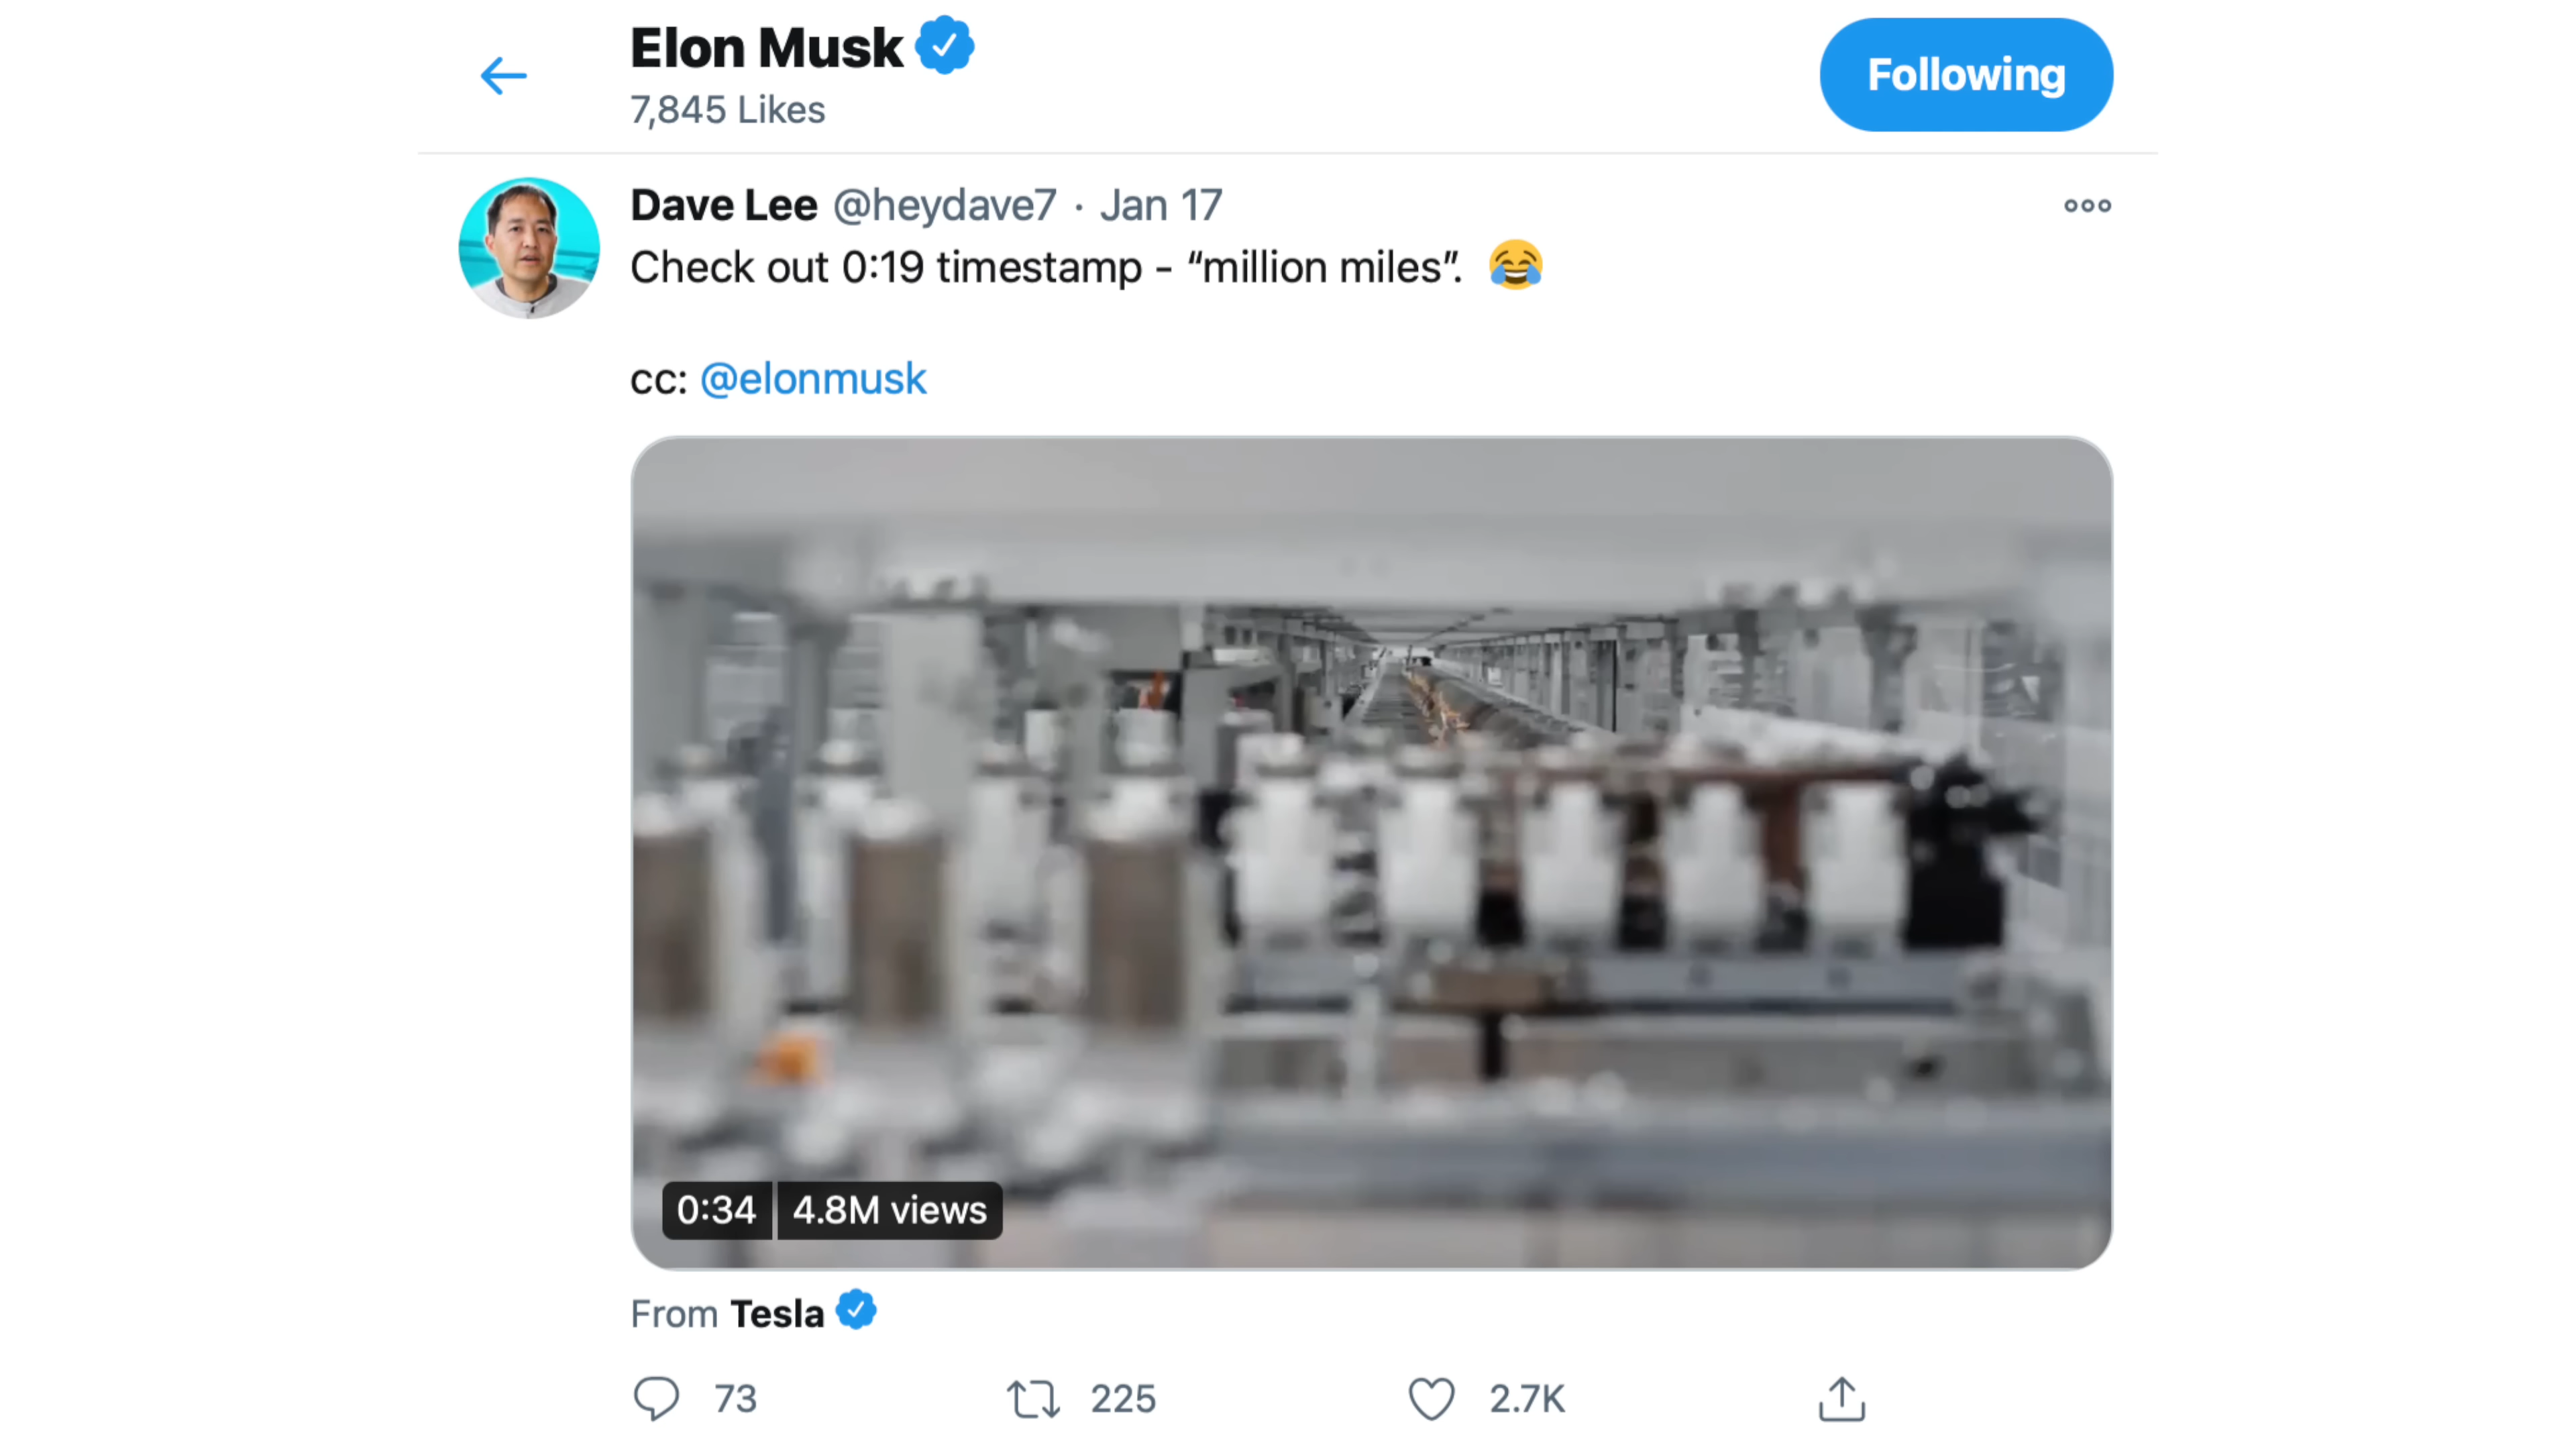 Elon Musk
7,845 Likes
Following
Dave Lee @heydave7 · Jan 17
Check out 0:19 timestamp - “million miles”. 😂
cc: @elonmusk
0:34 4.8M views
From Tesla
73 225 2.7K